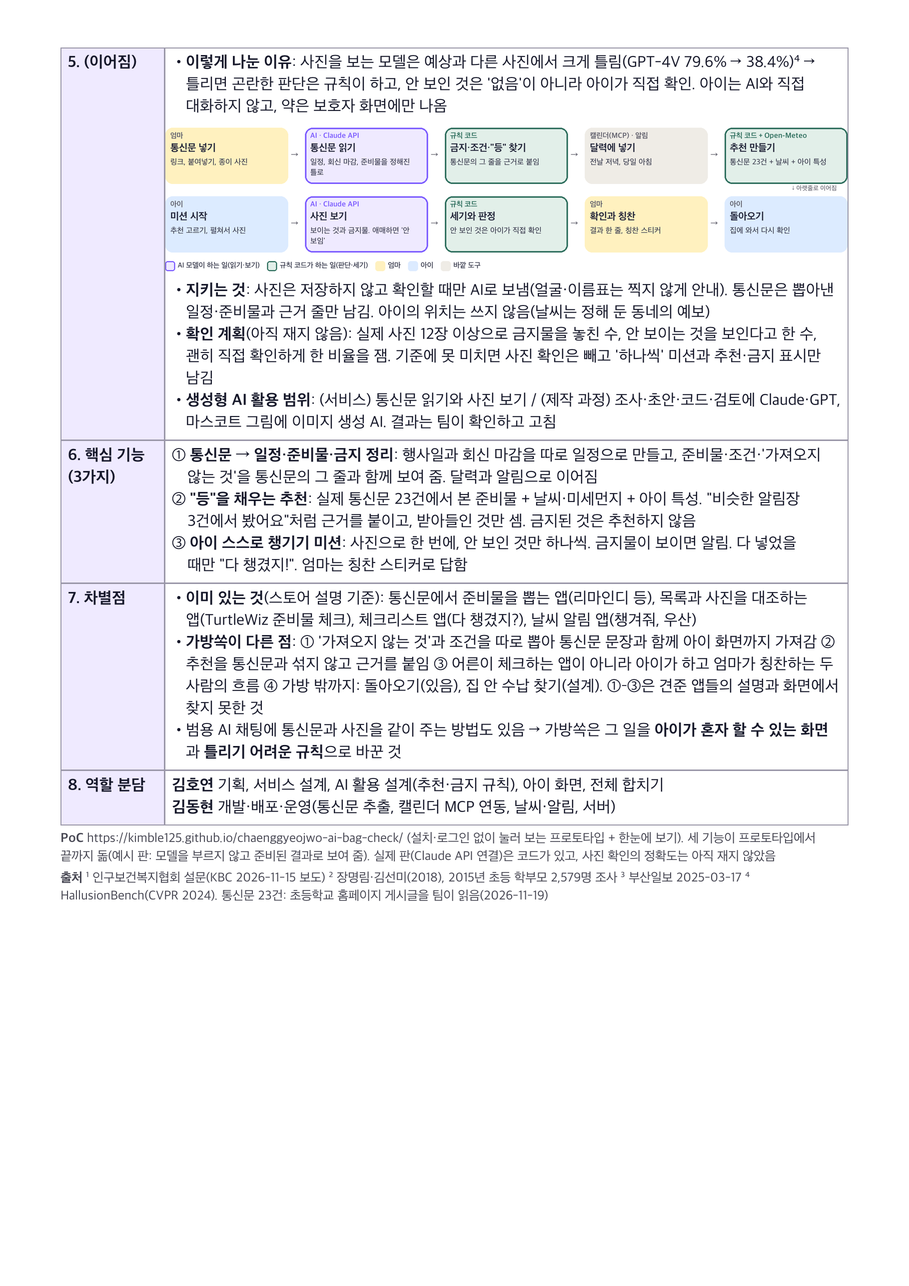 5. (이어짐)
• 이렇게 나눈 이유: 사진을 보는 모델은 예상과 다른 사진에서 크게 틀림(GPT-4V 79.6% → 38.4%)⁴ →
틀리면 곤란한 판단은 규칙이 하고, 안 보인 것은 '없음'이 아니라 아이가 직접 확인. 아이는 AI와 직접
대화하지 않고, 약은 보호자 화면에만 나옴
엄마
통신문 넣기
링크, 붙여넣기, 종이 사진
→
AI · Claude API
통신문 읽기
일정, 회신 마감, 준비물을 정해진
틀로
→
규칙 코드
금지·조건·"등" 찾기
통신문의 그 줄을 근거로 붙임
→
캘린더(MCP) · 알림
달력에 넣기
전날 저녁, 당일 아침
→
규칙 코드 + Open-Meteo
추천 만들기
통신문 23건 + 날씨 + 아이 특성
↓ 아랫줄로 이어짐
아이
미션 시작
추천 고르기, 펼쳐서 사진
→
AI · Claude API
사진 보기
보이는 것과 금지물. 애매하면 '안
보임'
→
규칙 코드
세기와 판정
안 보인 것은 아이가 직접 확인
→
엄마
확인과 칭찬
결과 한 줄, 칭찬 스티커
→
아이
돌아오기
집에 와서 다시 확인
AI 모델이 하는 일(읽기·보기) 규칙 코드가 하는 일(판단·세기) 엄마 아이 바깥 도구
• 지키는 것: 사진은 저장하지 않고 확인할 때만 AI로 보냄(얼굴·이름표는 찍지 않게 안내). 통신문은 뽑아낸
일정·준비물과 근거 줄만 남김. 아이의 위치는 쓰지 않음(날씨는 정해 둔 동네의 예보)
• 확인 계획(아직 재지 않음): 실제 사진 12장 이상으로 금지물을 놓친 수, 안 보이는 것을 보인다고 한 수,
괜히 직접 확인하게 한 비율을 잼. 기준에 못 미치면 사진 확인은 빼고 '하나씩' 미션과 추천·금지 표시만
남김
• 생성형 AI 활용 범위: (서비스) 통신문 읽기와 사진 보기 / (제작 과정) 조사·초안·코드·검토에 Claude·GPT,
마스코트 그림에 이미지 생성 AI. 결과는 팀이 확인하고 고침
6. 핵심 기능
(3가지)
① 통신문 → 일정·준비물·금지 정리: 행사일과 회신 마감을 따로 일정으로 만들고, 준비물·조건·'가져오지
않는 것'을 통신문의 그 줄과 함께 보여 줌. 달력과 알림으로 이어짐
② "등"을 채우는 추천: 실제 통신문 23건에서 본 준비물 + 날씨·미세먼지 + 아이 특성. "비슷한 알림장
3건에서 봤어요"처럼 근거를 붙이고, 받아들인 것만 셈. 금지된 것은 추천하지 않음
③ 아이 스스로 챙기기 미션: 사진으로 한 번에, 안 보인 것만 하나씩. 금지물이 보이면 알림. 다 넣었을
때만 "다 챙겼지!". 엄마는 칭찬 스티커로 답함
7. 차별점
• 이미 있는 것(스토어 설명 기준): 통신문에서 준비물을 뽑는 앱(리마인디 등), 목록과 사진을 대조하는
앱(TurtleWiz 준비물 체크), 체크리스트 앱(다 챙겼지?), 날씨 알림 앱(챙겨줘, 우산)
• 가방쏙이 다른 점: ① '가져오지 않는 것'과 조건을 따로 뽑아 통신문 문장과 함께 아이 화면까지 가져감 ②
추천을 통신문과 섞지 않고 근거를 붙임 ③ 어른이 체크하는 앱이 아니라 아이가 하고 엄마가 칭찬하는 두
사람의 흐름 ④ 가방 밖까지: 돌아오기(있음), 집 안 수납 찾기(설계). ①-③은 견준 앱들의 설명과 화면에서
찾지 못한 것
• 범용 AI 채팅에 통신문과 사진을 같이 주는 방법도 있음 → 가방쏙은 그 일을 아이가 혼자 할 수 있는 화면
과 틀리기 어려운 규칙으로 바꾼 것
8. 역할 분담
김호연 기획, 서비스 설계, AI 활용 설계(추천·금지 규칙), 아이 화면, 전체 합치기
김동현 개발·배포·운영(통신문 추출, 캘린더 MCP 연동, 날씨·알림, 서버)
PoC https://kimble125.github.io/chaenggyeojwo-ai-bag-check/ (설치·로그인 없이 눌러 보는 프로토타입 + 한눈에 보기). 세 기능이 프로토타입에서
끝까지 돎(예시 판: 모델을 부르지 않고 준비된 결과로 보여 줌). 실제 판(Claude API 연결)은 코드가 있고, 사진 확인의 정확도는 아직 재지 않았음
출처 ¹ 인구보건복지협회 설문(KBC 2026-11-15 보도) ² 장명림·김선미(2018), 2015년 초등 학부모 2,579명 조사 ³ 부산일보 2025-03-17 ⁴
HallusionBench(CVPR 2024). 통신문 23건: 초등학교 홈페이지 게시글을 팀이 읽음(2026-11-19)